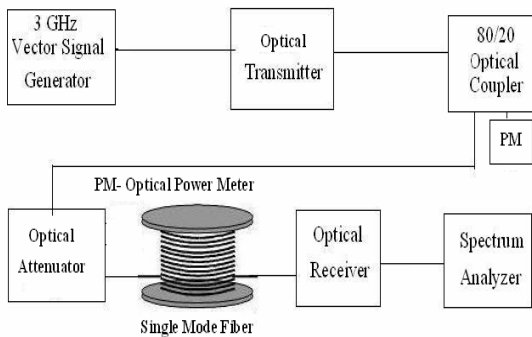 3 GHz
Vector Signal
Generator
Optical
Transmitter
80/20
Optical
Coupler
PM
PM- Optical Power Meter
Optical
Attenuator
Optical
Receiver
Spectrum
Analyzer
Single Mode Fiber